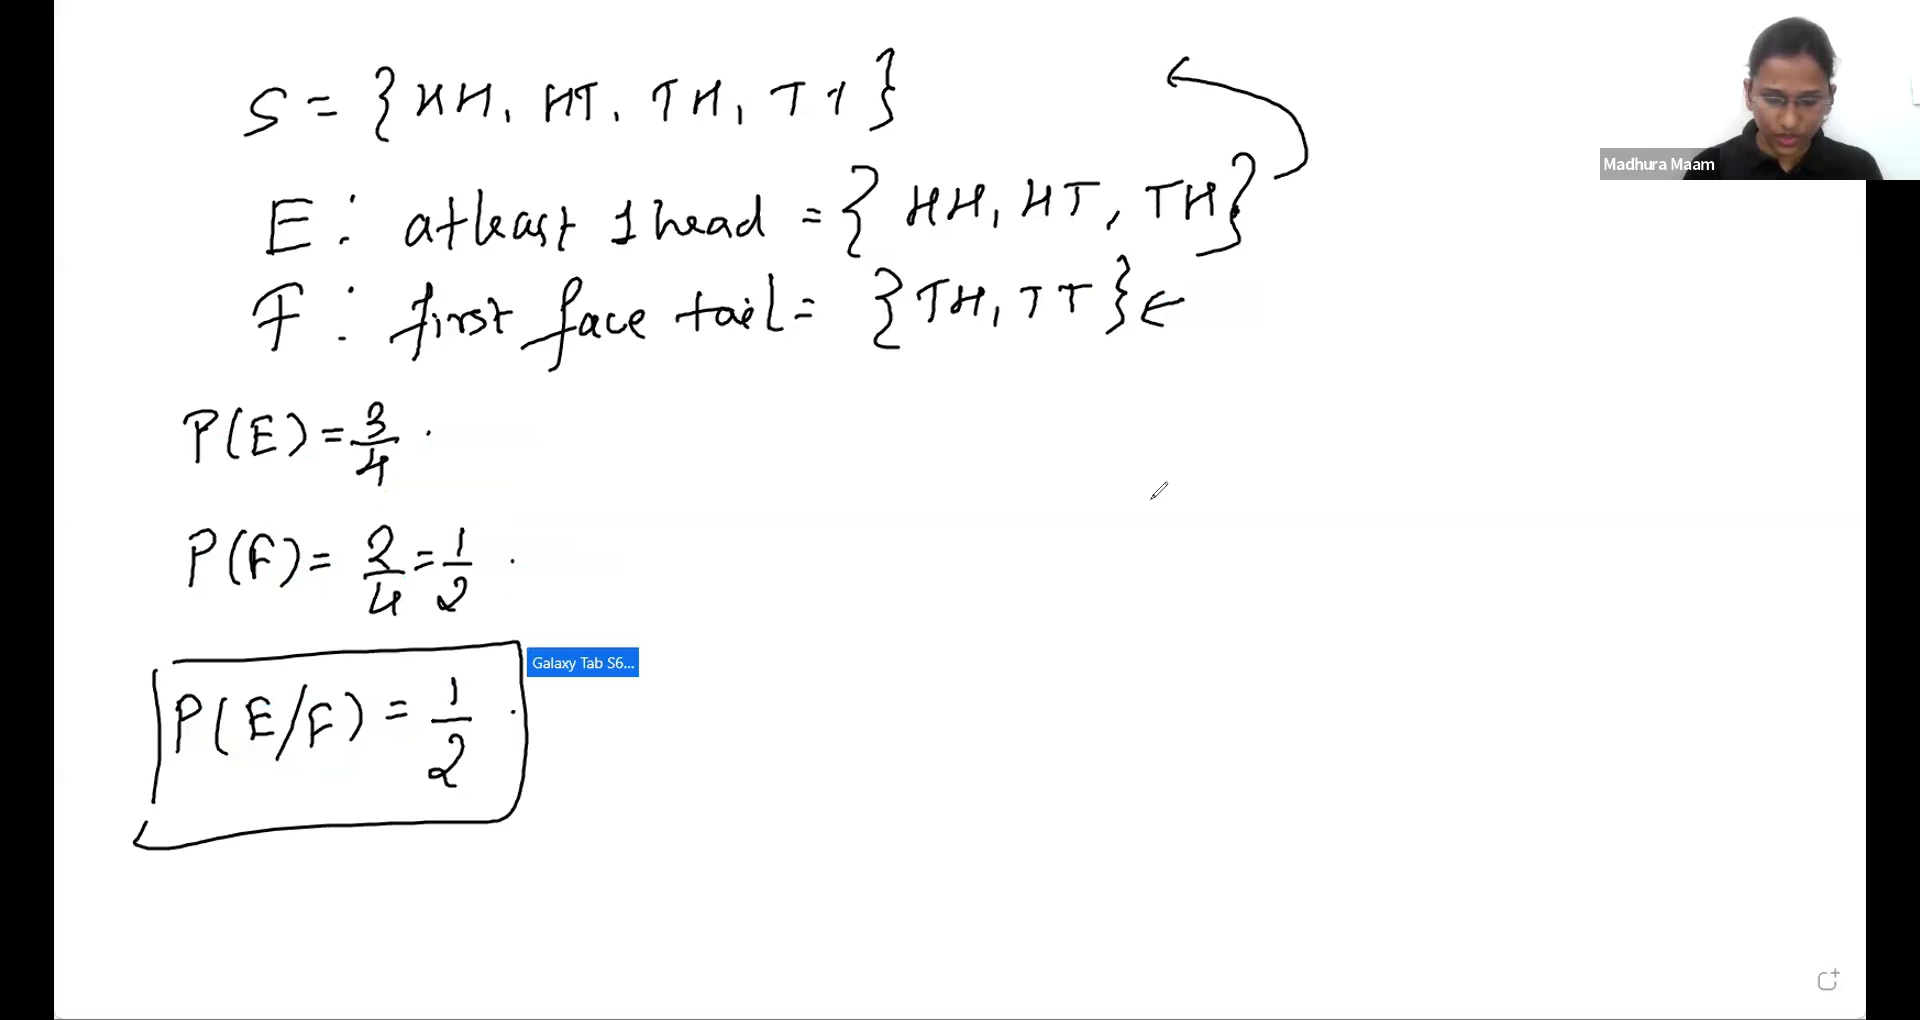 S = {HH, HT, TH, TT}
Madhura Maam
E : atleast 1 head = {HH, HT, TH}
F : first face tail = {TH, TT} ←
P(E) = 3/4 .
P(F) = 2/4 = 1/2 .
Galaxy Tab S6...
P(E/F) = 1/2 .